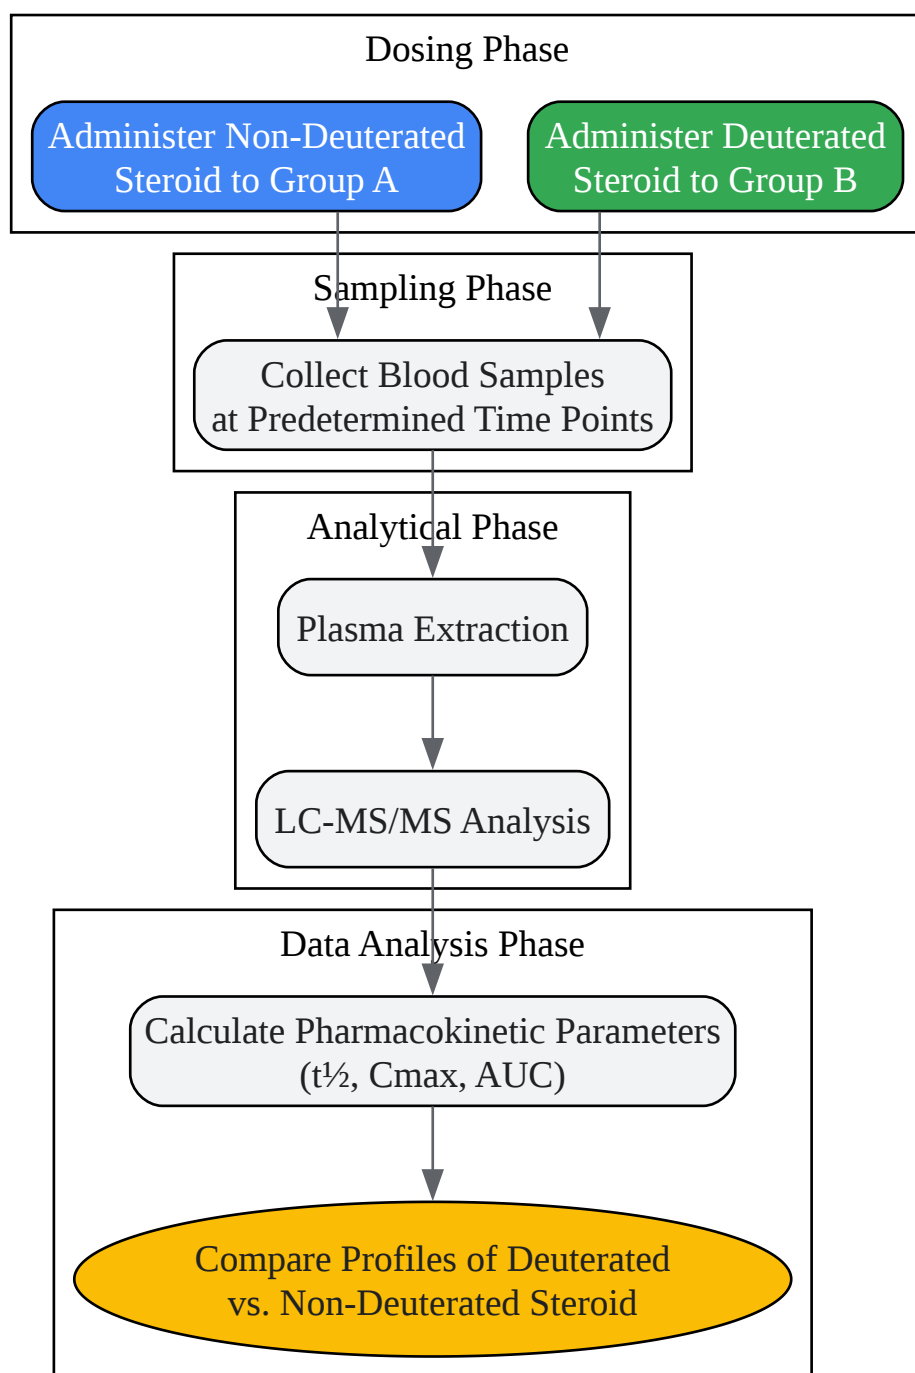 Dosing Phase
Administer Non-Deuterated
Steroid to Group A
Administer Deuterated
Steroid to Group B
Sampling Phase
Collect Blood Samples
at Predetermined Time Points
Analytical Phase
Plasma Extraction
LC-MS/MS Analysis
Data Analysis Phase
Calculate Pharmacokinetic Parameters
(t½, Cmax, AUC)
Compare Profiles of Deuterated
vs. Non-Deuterated Steroid